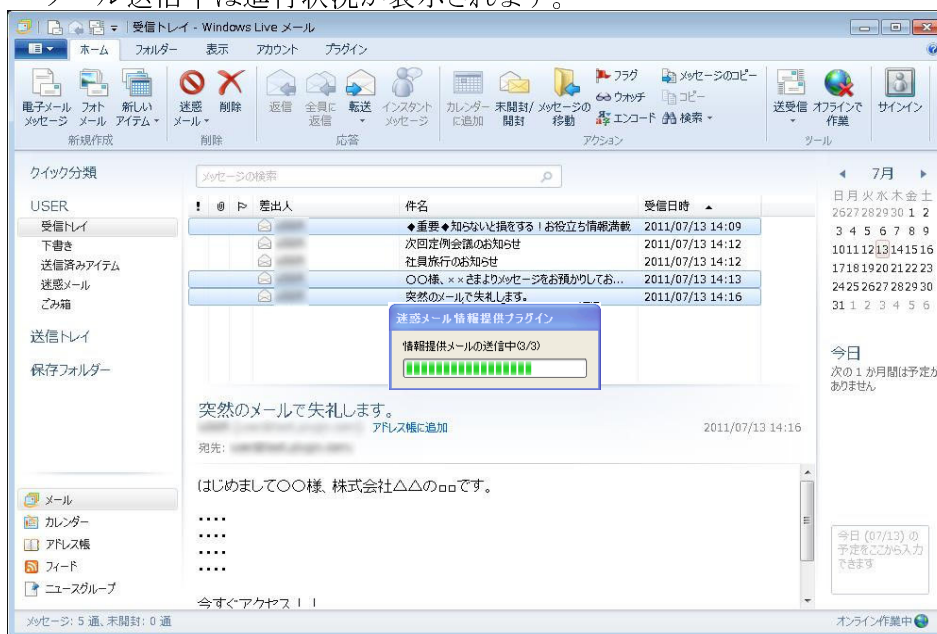 メール送信中は進行状況が表示されます。
受信トレイ - Windows Live メール
ホーム フォルダー 表示 アカウント プラグイン
電子メール メッセージ フォト メール 新しい アイテム 迷惑 メール 削除 返信 全員に 返信 転送 インスタント メッセージ カレンダー に追加 未開封/ 開封 メッセージの 移動 フラグ ウォッチ エンコード メッセージのコピー コピー 検索 送受信 オフラインで 作業 サインイン
新規作成 削除 応答 アクション ツール
クイック分類
USER
受信トレイ
下書き
送信済みアイテム
迷惑メール
ごみ箱
送信トレイ
保存フォルダー
メール
カレンダー
アドレス帳
フィード
ニュースグループ
メッセージの検索
! 差出人 件名 受信日時
◆重要◆知らないと損をする！お役立ち情報満載 2011/07/13 14:09
次回定例会議のお知らせ 2011/07/13 14:12
社員旅行のお知らせ 2011/07/13 14:12
〇〇様、××さまよりメッセージをお預かりしてお... 2011/07/13 14:13
突然のメールで失礼します。 2011/07/13 14:16
迷惑メール情報提供プラグイン
情報提供メールの送信中(3/3)
突然のメールで失礼します。
アドレス帳に追加 2011/07/13 14:16
宛先:
はじめまして〇〇様、株式会社△△の□□です。
・・・・
・・・・
・・・・
・・・・
今すぐアクセス！！
7月
日 月 火 水 木 金 土
26 27 28 29 30 1 2
3 4 5 6 7 8 9
10 11 12 13 14 15 16
17 18 19 20 21 22 23
24 25 26 27 28 29 30
31 1 2 3 4 5 6
今日
次の 1 か月間は予定が
ありません
今日 (07/13) の
予定をここから入力
できます
メッセージ: 5 通、未開封: 0 通 オンライン作業中